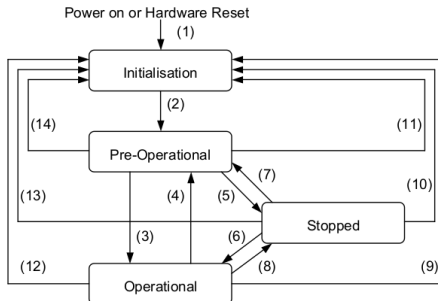 Power on or Hardware Reset
(1)
Initialisation
(2)
(14)
(11)
Pre-Operational
(7)
(13)
(4)
(5)
(10)
Stopped
(3)
(6)
(12)
(8)
(9)
Operational